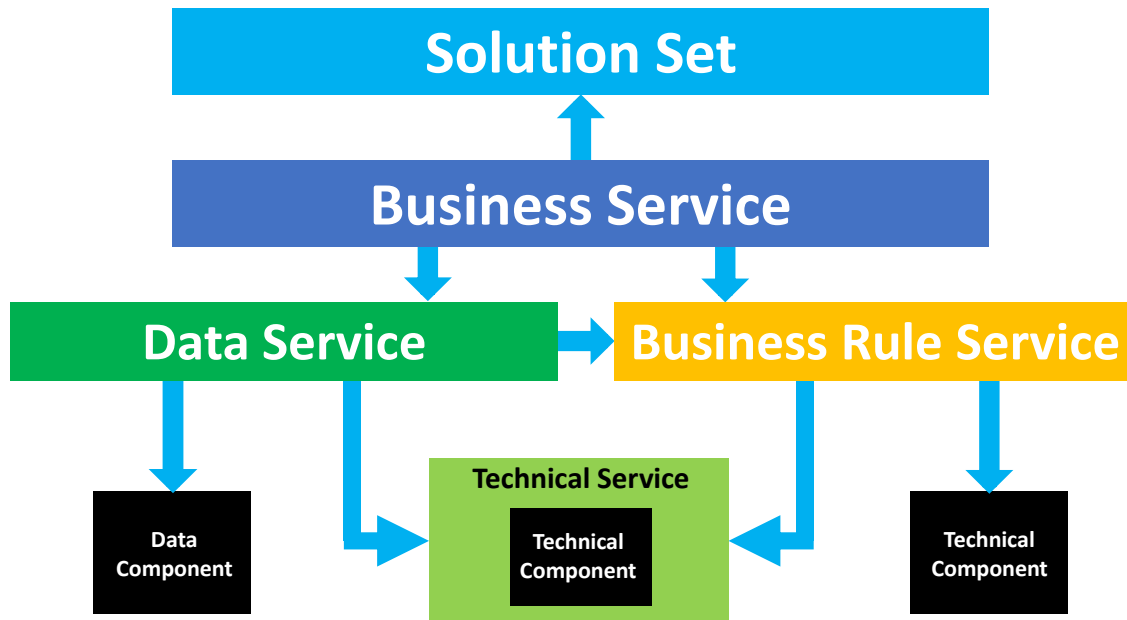 Solution Set
Business Service
Data Service
Business Rule Service
Technical Service
Data
Component
Technical
Component
Technical
Component